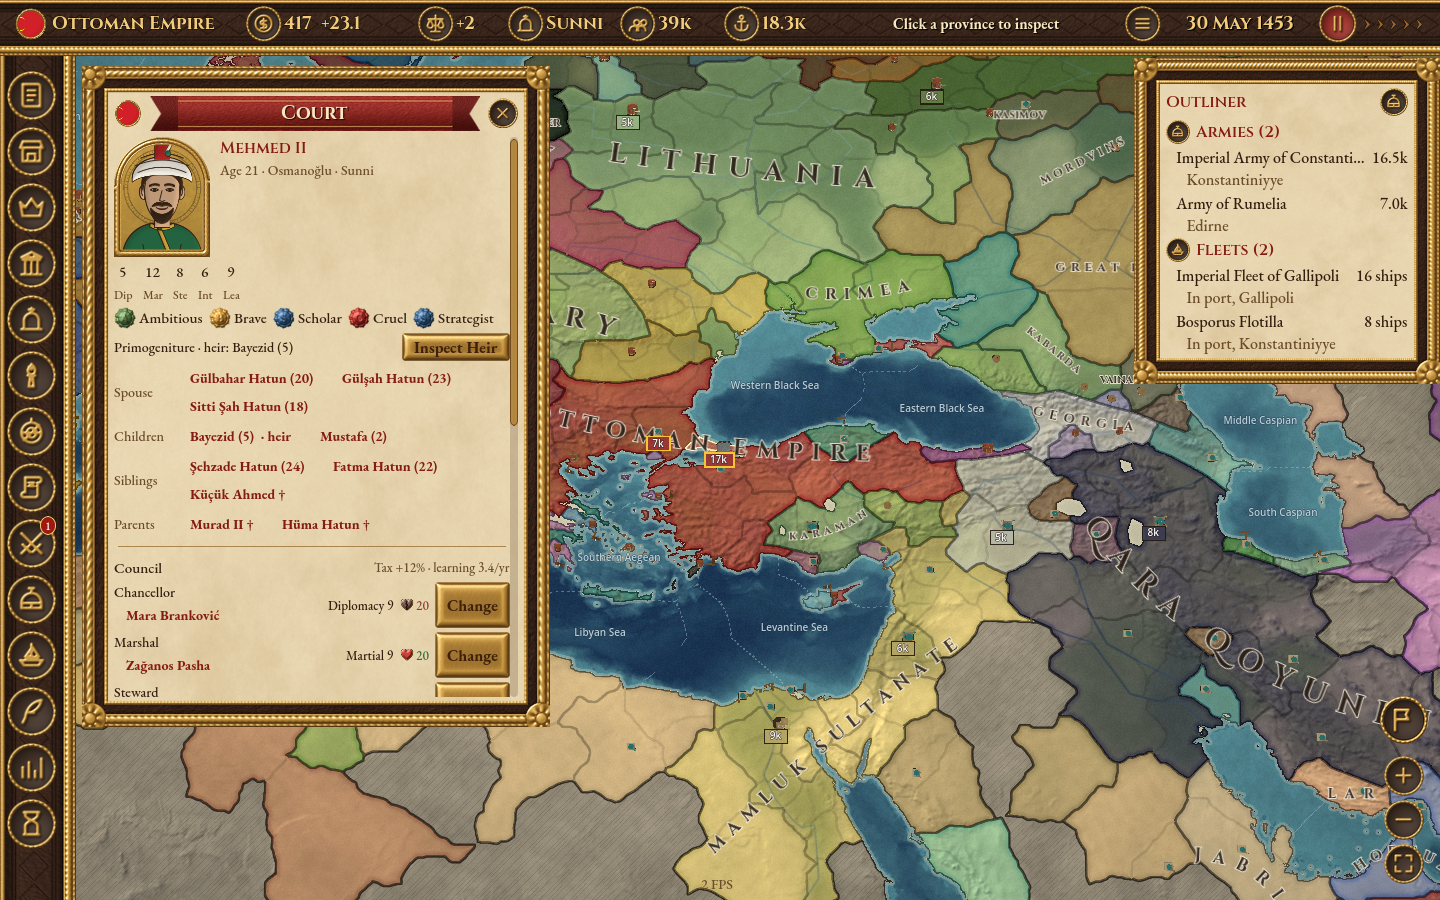 OTTOMAN EMPIRE 417 +23.1 +2 SUNNI 39K 18.3K Click a province to inspect 30 MAY 1453
COURT
MEHMED II
Age 21 · Osmanoğlu · Sunni
5 12 8 6 9
Dip Mar Ste Int Lea
Ambitious Brave Scholar Cruel Strategist
Primogeniture · heir: Bayezid (5) Inspect Heir
Spouse Gülbahar Hatun (20) Gülşah Hatun (23)
Sitti Şah Hatun (18)
Children Bayezid (5) · heir Mustafa (2)
Siblings Şehzade Hatun (24) Fatma Hatun (22)
Küçük Ahmed †
Parents Murad II † Hüma Hatun †
Council Tax +12% · learning 3.4/yr
Chancellor
Mara Branković Diplomacy 9 20 Change
Marshal
Zağanos Pasha Martial 9 20 Change
Steward
1
OUTLINER
ARMIES (2)
Imperial Army of Constanti... 16.5k
Konstantiniyye
Army of Rumelia 7.0k
Edirne
FLEETS (2)
Imperial Fleet of Gallipoli 16 ships
In port, Gallipoli
Bosporus Flotilla 8 ships
In port, Konstantiniyye
6k
5k
KASIMOV
LITHUANIA
MORDVINS
GREAT
CRIMEA
ARY
KABARDA
VAINA
Western Black Sea
Eastern Black Sea
GEORGIA
Middle Caspian
TTOMAN EMPIRE
7k
17k
South Caspian
KARAMAN
5k
8k
Southern Aegean
QARA QOYUN
Libyan Sea
Levantine Sea
6k
9k
MAMLUK SULTANATE
LAR
JABRI
2 FPS